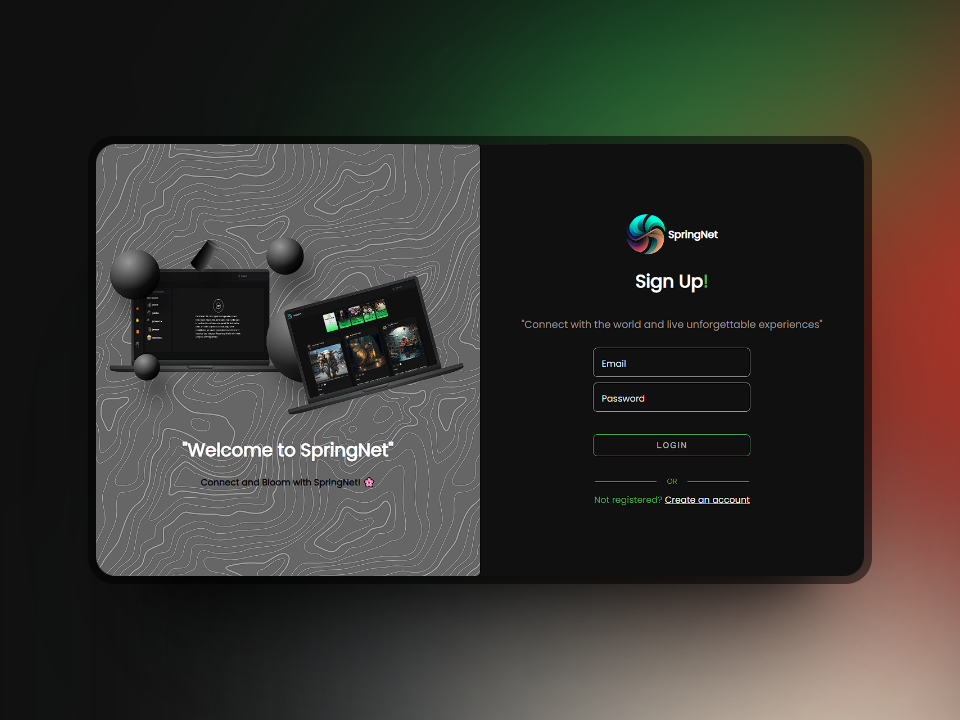 "Welcome to SpringNet"
Connect and Bloom with SpringNet! 🌸
SpringNet
Sign Up!
"Connect with the world and live unforgettable experiences"
Email
Password
LOGIN
OR
Not registered? Create an account